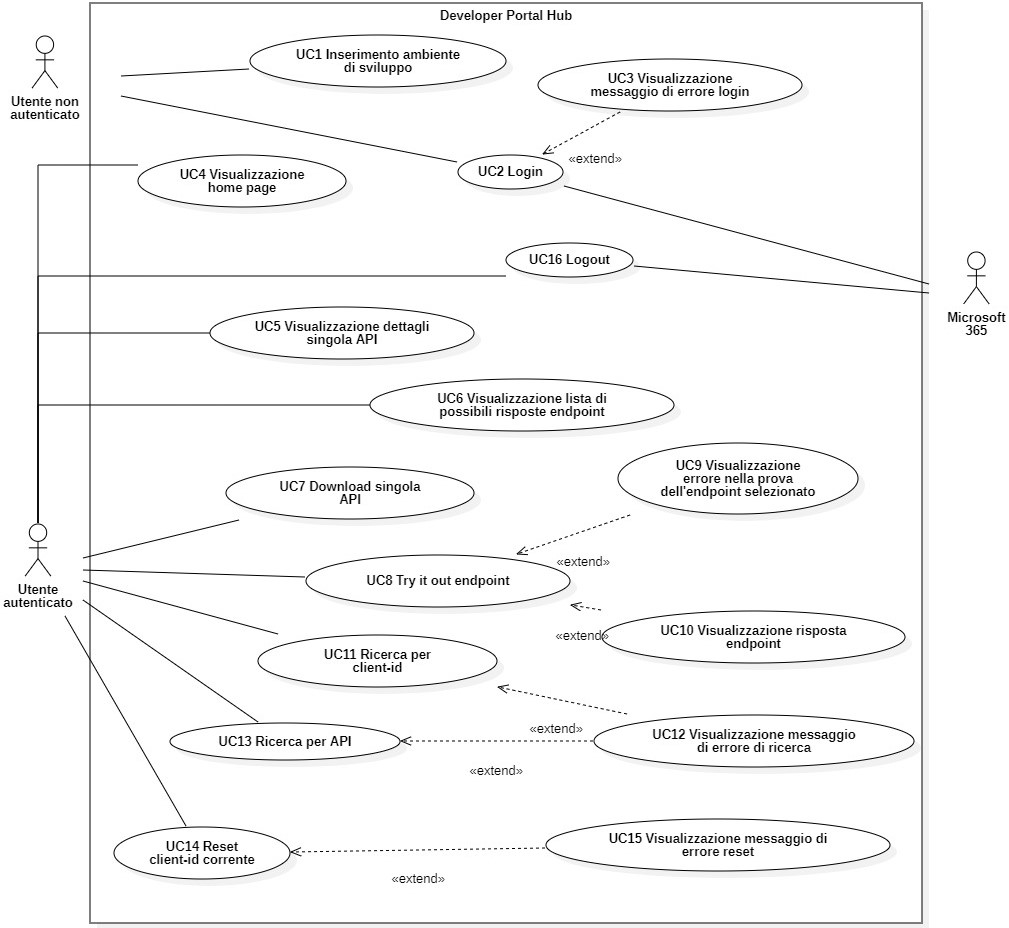 Developer Portal Hub
UC1 Inserimento ambiente
di sviluppo
Utente non
autenticato
UC3 Visualizzazione
messaggio di errore login
«extend»
UC2 Login
UC4 Visualizzazione
home page
UC16 Logout
Microsoft
365
UC5 Visualizzazione dettagli
singola API
UC6 Visualizzazione lista di
possibili risposte endpoint
UC9 Visualizzazione
errore nella prova
dell'endpoint selezionato
UC7 Download singola
API
«extend»
UC8 Try it out endpoint
Utente
autenticato
UC10 Visualizzazione risposta
endpoint
«extend»
UC11 Ricerca per
client-id
«extend»
UC12 Visualizzazione messaggio
di errore di ricerca
UC13 Ricerca per API
«extend»
UC15 Visualizzazione messaggio di
errore reset
UC14 Reset
client-id corrente
«extend»